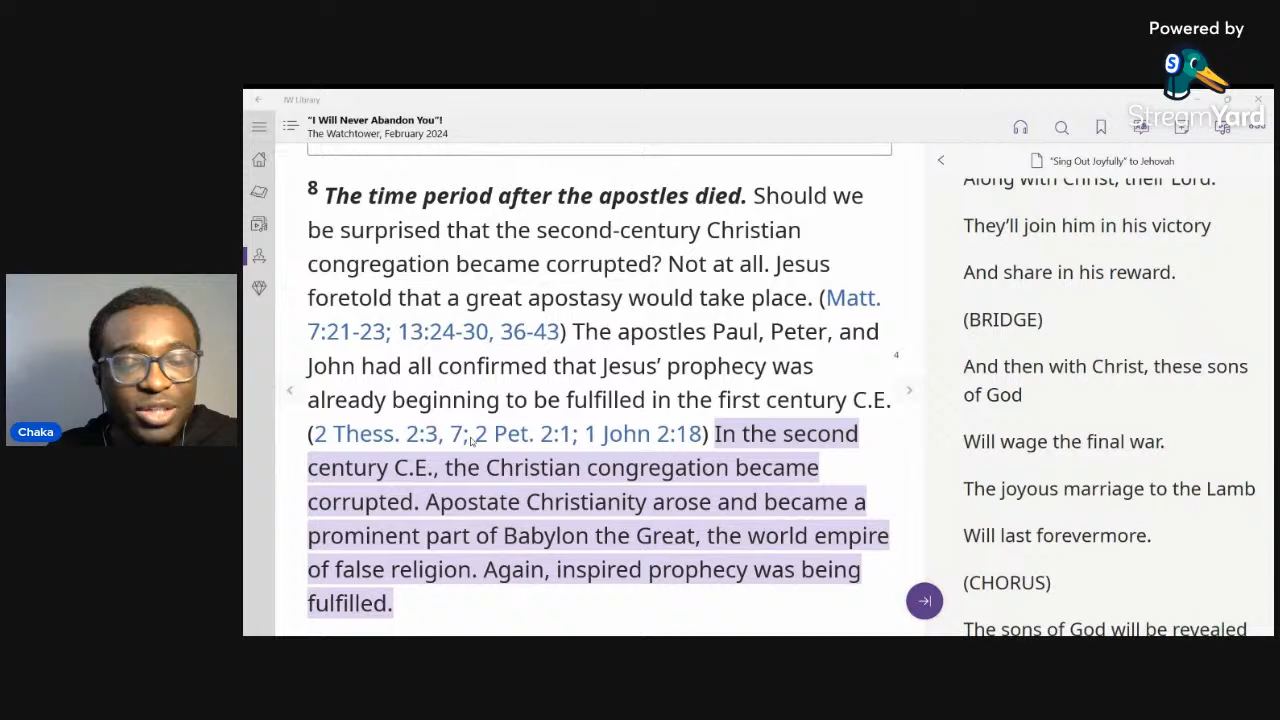 Powered by
S
StreamYard
JW Library
"I Will Never Abandon You"!
The Watchtower, February 2024
8 The time period after the apostles died. Should we
be surprised that the second-century Christian
congregation became corrupted? Not at all. Jesus
foretold that a great apostasy would take place. (Matt.
7:21-23; 13:24-30, 36-43) The apostles Paul, Peter, and
John had all confirmed that Jesus' prophecy was
already beginning to be fulfilled in the first century C.E.
(2 Thess. 2:3, 7; 2 Pet. 2:1; 1 John 2:18) In the second
century C.E., the Christian congregation became
corrupted. Apostate Christianity arose and became a
prominent part of Babylon the Great, the world empire
of false religion. Again, inspired prophecy was being
fulfilled.
4
"Sing Out Joyfully" to Jehovah
Along with Christ, their Lord.
They'll join him in his victory
And share in his reward.
(BRIDGE)
And then with Christ, these sons
of God
Will wage the final war.
The joyous marriage to the Lamb
Will last forevermore.
(CHORUS)
The sons of God will be revealed
Chaka